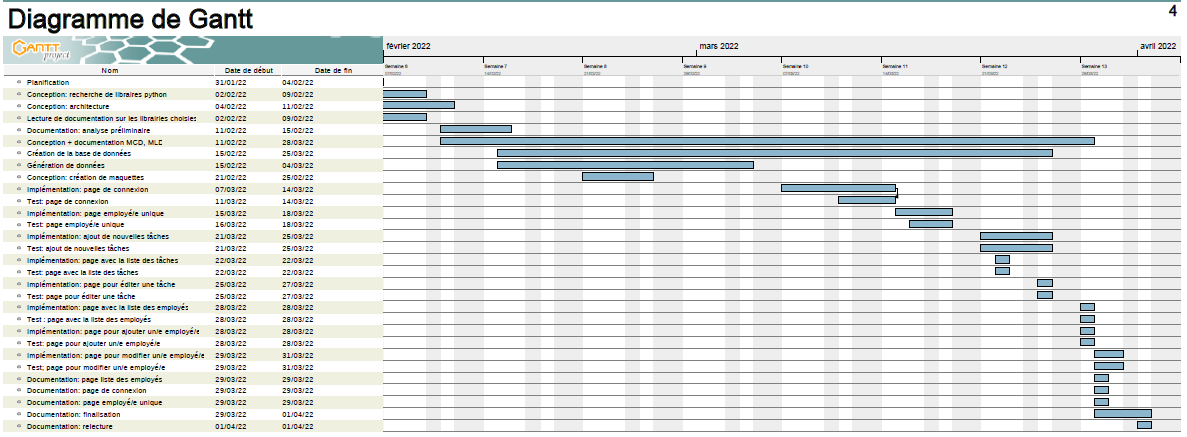 Diagramme de Gantt
4
GANTT project
février 2022 mars 2022 avril 2022
Nom Date de début Date de fin
Semaine 6 Semaine 7 Semaine 8 Semaine 9 Semaine 10 Semaine 11 Semaine 12 Semaine 13
07/02/22 14/02/22 21/02/22 28/02/22 07/03/22 14/03/22 21/03/22 28/03/22
Planification 31/01/22 04/02/22
Conception: recherche de libraires python 02/02/22 09/02/22
Conception: architecture 04/02/22 11/02/22
Lecture de documentation sur les librairies choisies 02/02/22 09/02/22
Documentation: analyse préliminaire 11/02/22 15/02/22
Conception + documentation MCD, MLD 11/02/22 28/03/22
Création de la base de données 15/02/22 25/03/22
Génération de données 15/02/22 04/03/22
Conception: création de maquettes 21/02/22 25/02/22
Implémentation: page de connexion 07/03/22 14/03/22
Test: page de connexion 11/03/22 14/03/22
Implémentation: page employé/e unique 15/03/22 18/03/22
Test: page employé/e unique 16/03/22 18/03/22
Implémentation: ajout de nouvelles tâches 21/03/22 25/03/22
Test: ajout de nouvelles tâches 21/03/22 25/03/22
Implémentation: page avec la liste des tâches 22/03/22 22/03/22
Test: page avec la liste des tâches 22/03/22 22/03/22
Implémentation: page pour éditer une tâche 25/03/22 27/03/22
Test: page pour éditer une tâche 25/03/22 27/03/22
Implémentation: page avec la liste des employés 28/03/22 28/03/22
Test : page avec la liste des employés 28/03/22 28/03/22
Implémentation: page pour ajouter un/e employé/e 28/03/22 28/03/22
Test: page pour ajouter un/e employé/e 28/03/22 28/03/22
Implémentation: page pour modifier un/e employé/e 29/03/22 31/03/22
Test; page pour modifier un/e employé/e 29/03/22 31/03/22
Documentation: page liste des employés 29/03/22 29/03/22
Documentation: page de connexion 29/03/22 29/03/22
Documentation: page employé/e unique 29/03/22 29/03/22
Documentation: finalisation 29/03/22 01/04/22
Documentation: relecture 01/04/22 01/04/22